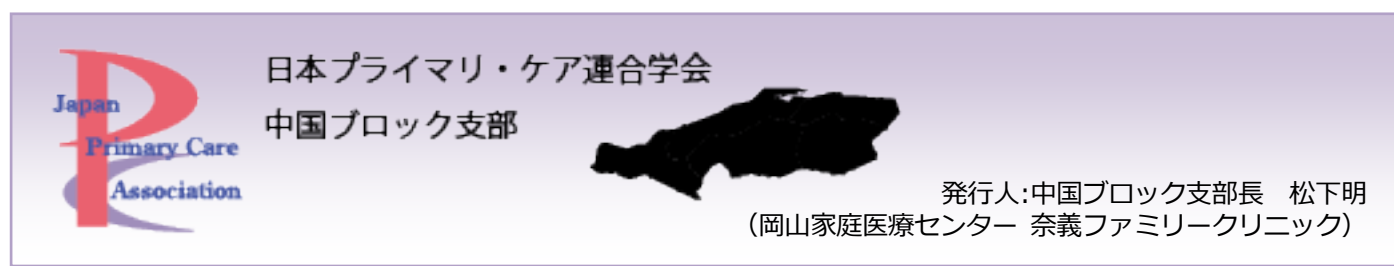 Japan
Primary Care
Association
日本プライマリ・ケア連合学会
中国ブロック支部
発行人:中国ブロック支部長　松下明
（岡山家庭医療センター 奈義ファミリークリニック）